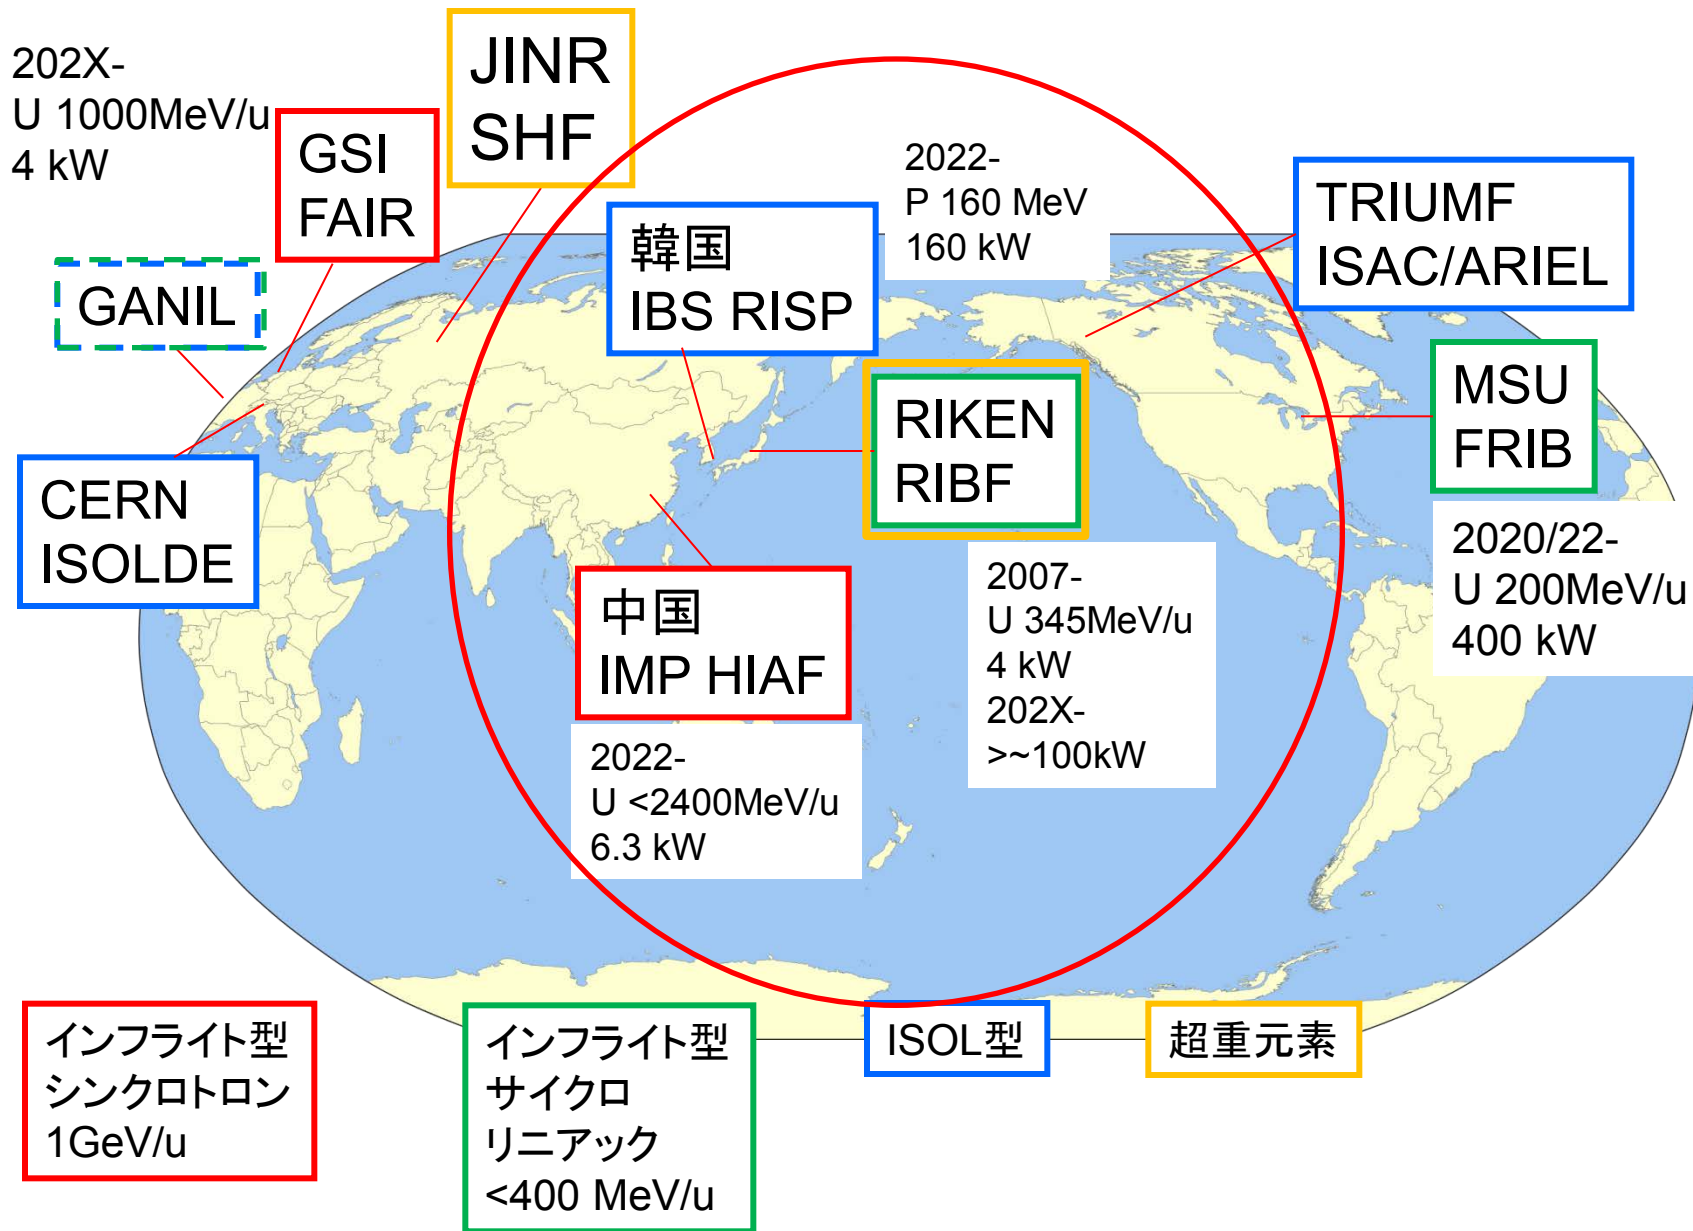 202X-
U 1000MeV/u
4 kW
JINR
SHF
GSI
FAIR
GANIL
韓国
IBS RISP
2022-
P 160 MeV
160 kW
TRIUMF
ISAC/ARIEL
RIKEN
RIBF
MSU
FRIB
CERN
ISOLDE
中国
IMP HIAF
2022-
U <2400MeV/u
6.3 kW
2007-
U 345MeV/u
4 kW
202X-
>~100kW
2020/22-
U 200MeV/u
400 kW
インフライト型
シンクロトロン
1GeV/u
インフライト型
サイクロ
リニアック
<400 MeV/u
ISOL型
超重元素